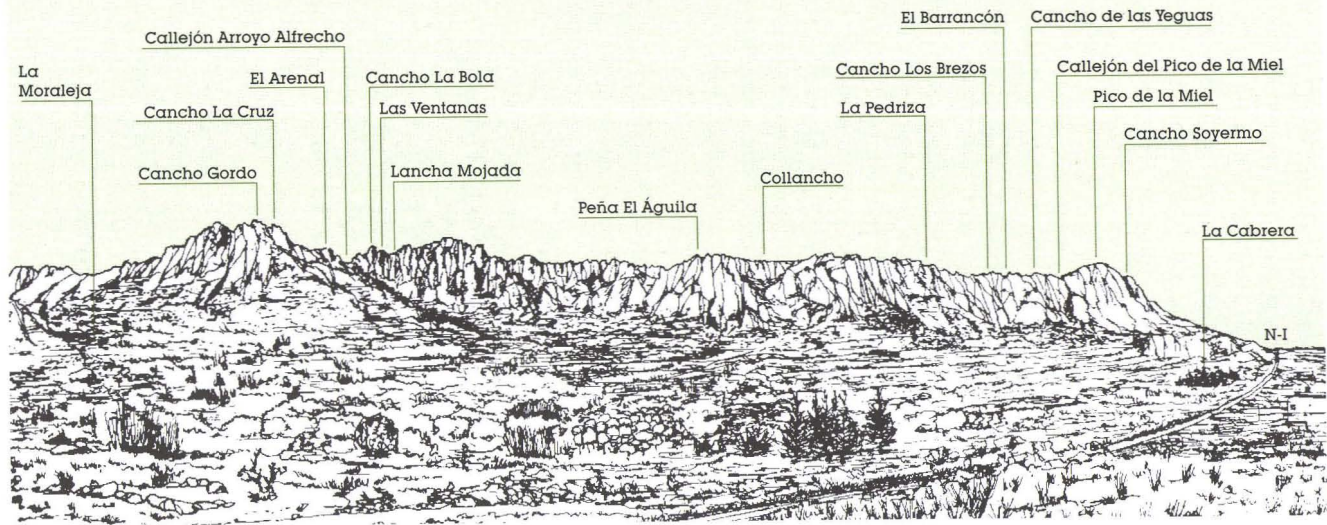 La
Moraleja
Callejón Arroyo Alfrecho
El Arenal
Cancho La Cruz
Cancho Gordo
Cancho La Bola
Las Ventanas
Lancha Mojada
Peña El Águila
Collancho
La Pedriza
Cancho Los Brezos
El Barrancón
Cancho de las Yeguas
Callejón del Pico de la Miel
Pico de la Miel
Cancho Soyermo
La Cabrera
N-I